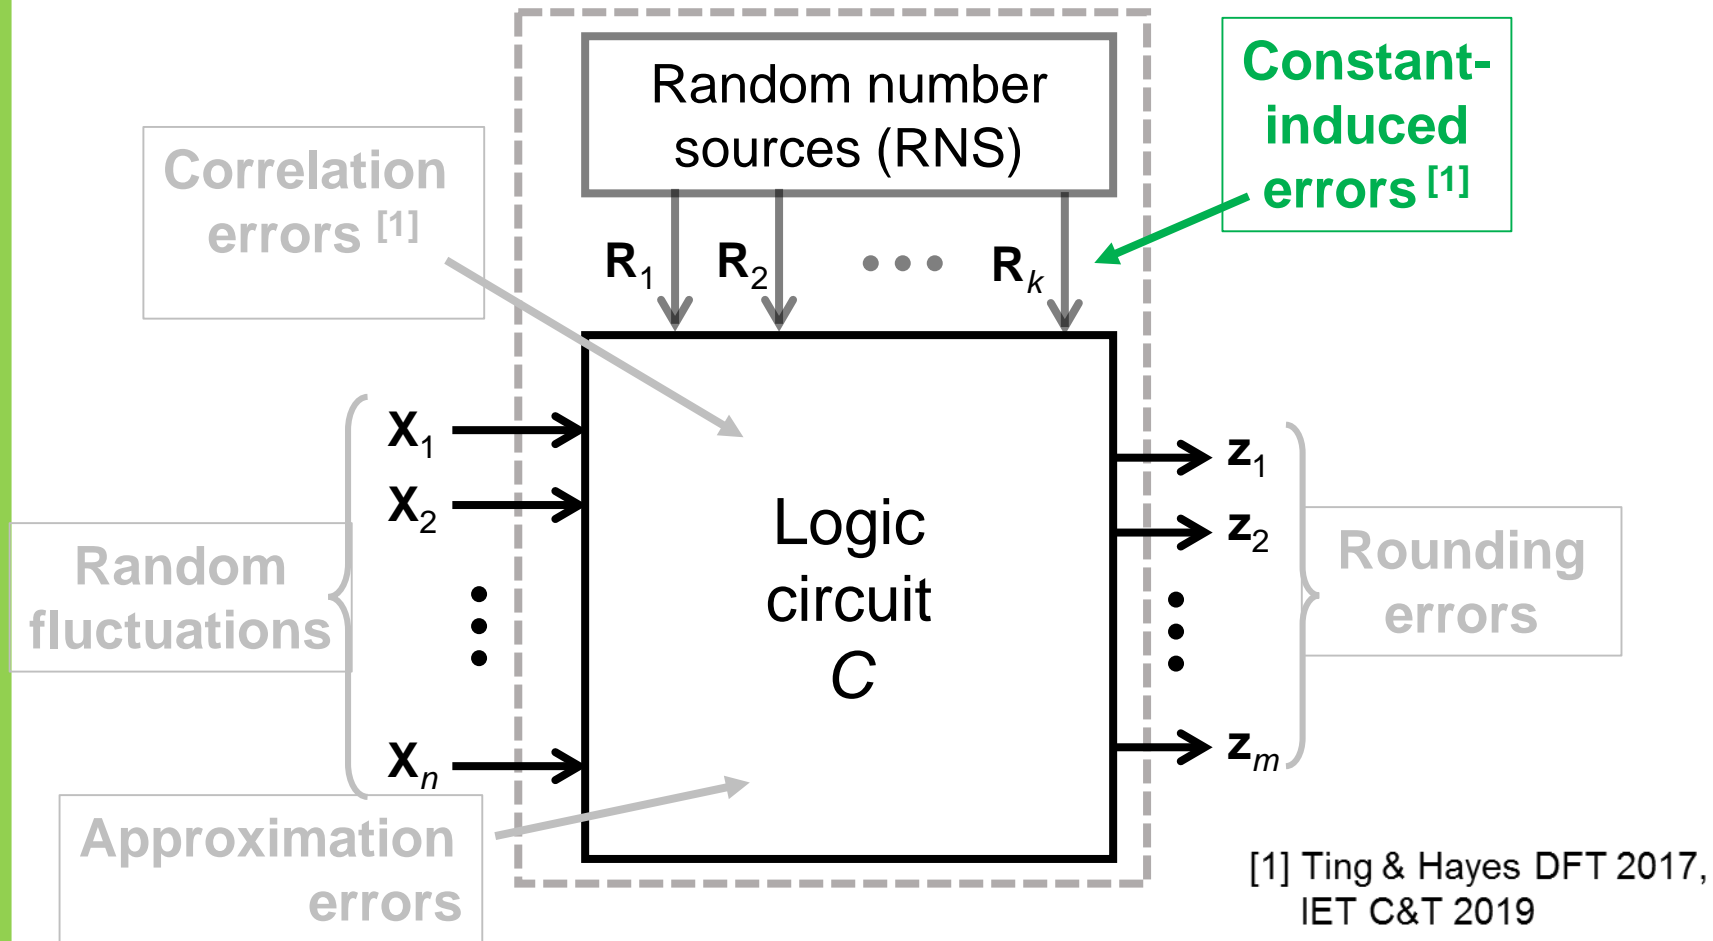 Random number
sources (RNS)
Constant-
induced
errors [1]
Correlation
errors [1]
R1
R2
Rk
X1
X2
Xn
Random
fluctuations
Logic
circuit
C
z1
z2
zm
Rounding
errors
Approximation
errors
[1] Ting & Hayes DFT 2017,
IET C&T 2019